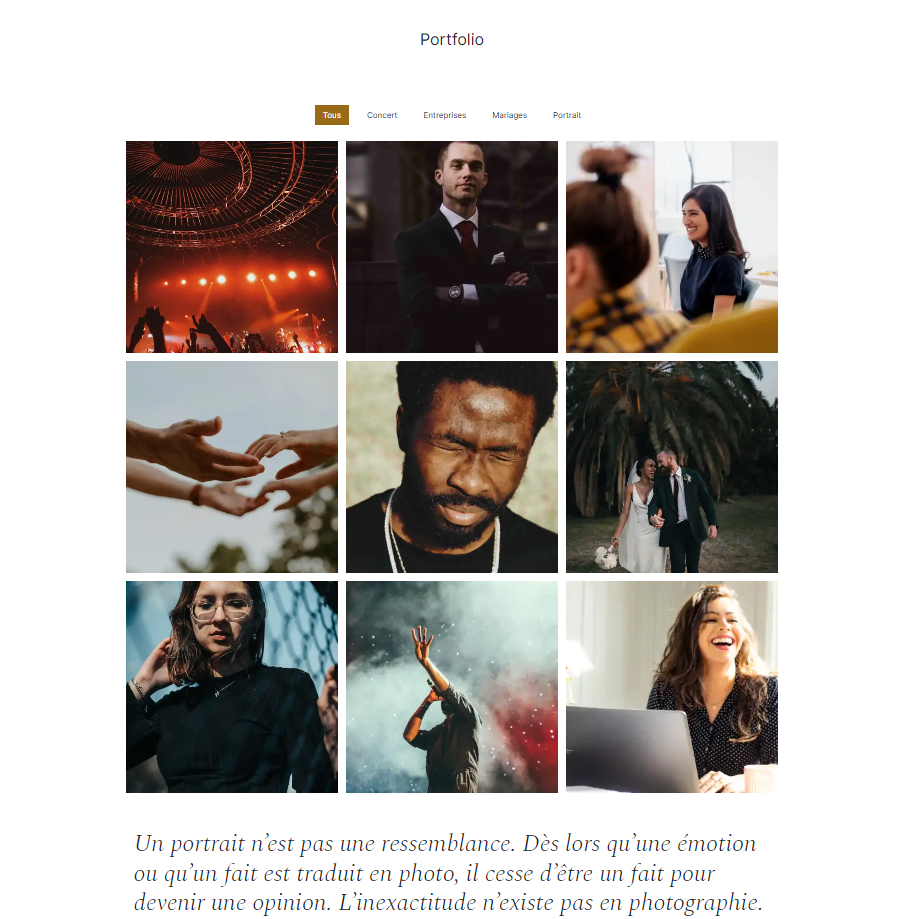 Portfolio
Tous Concert Entreprises Mariages Portrait
Un portrait n’est pas une ressemblance. Dès lors qu’une émotion
ou qu’un fait est traduit en photo, il cesse d’être un fait pour
devenir une opinion. L’inexactitude n’existe pas en photographie.